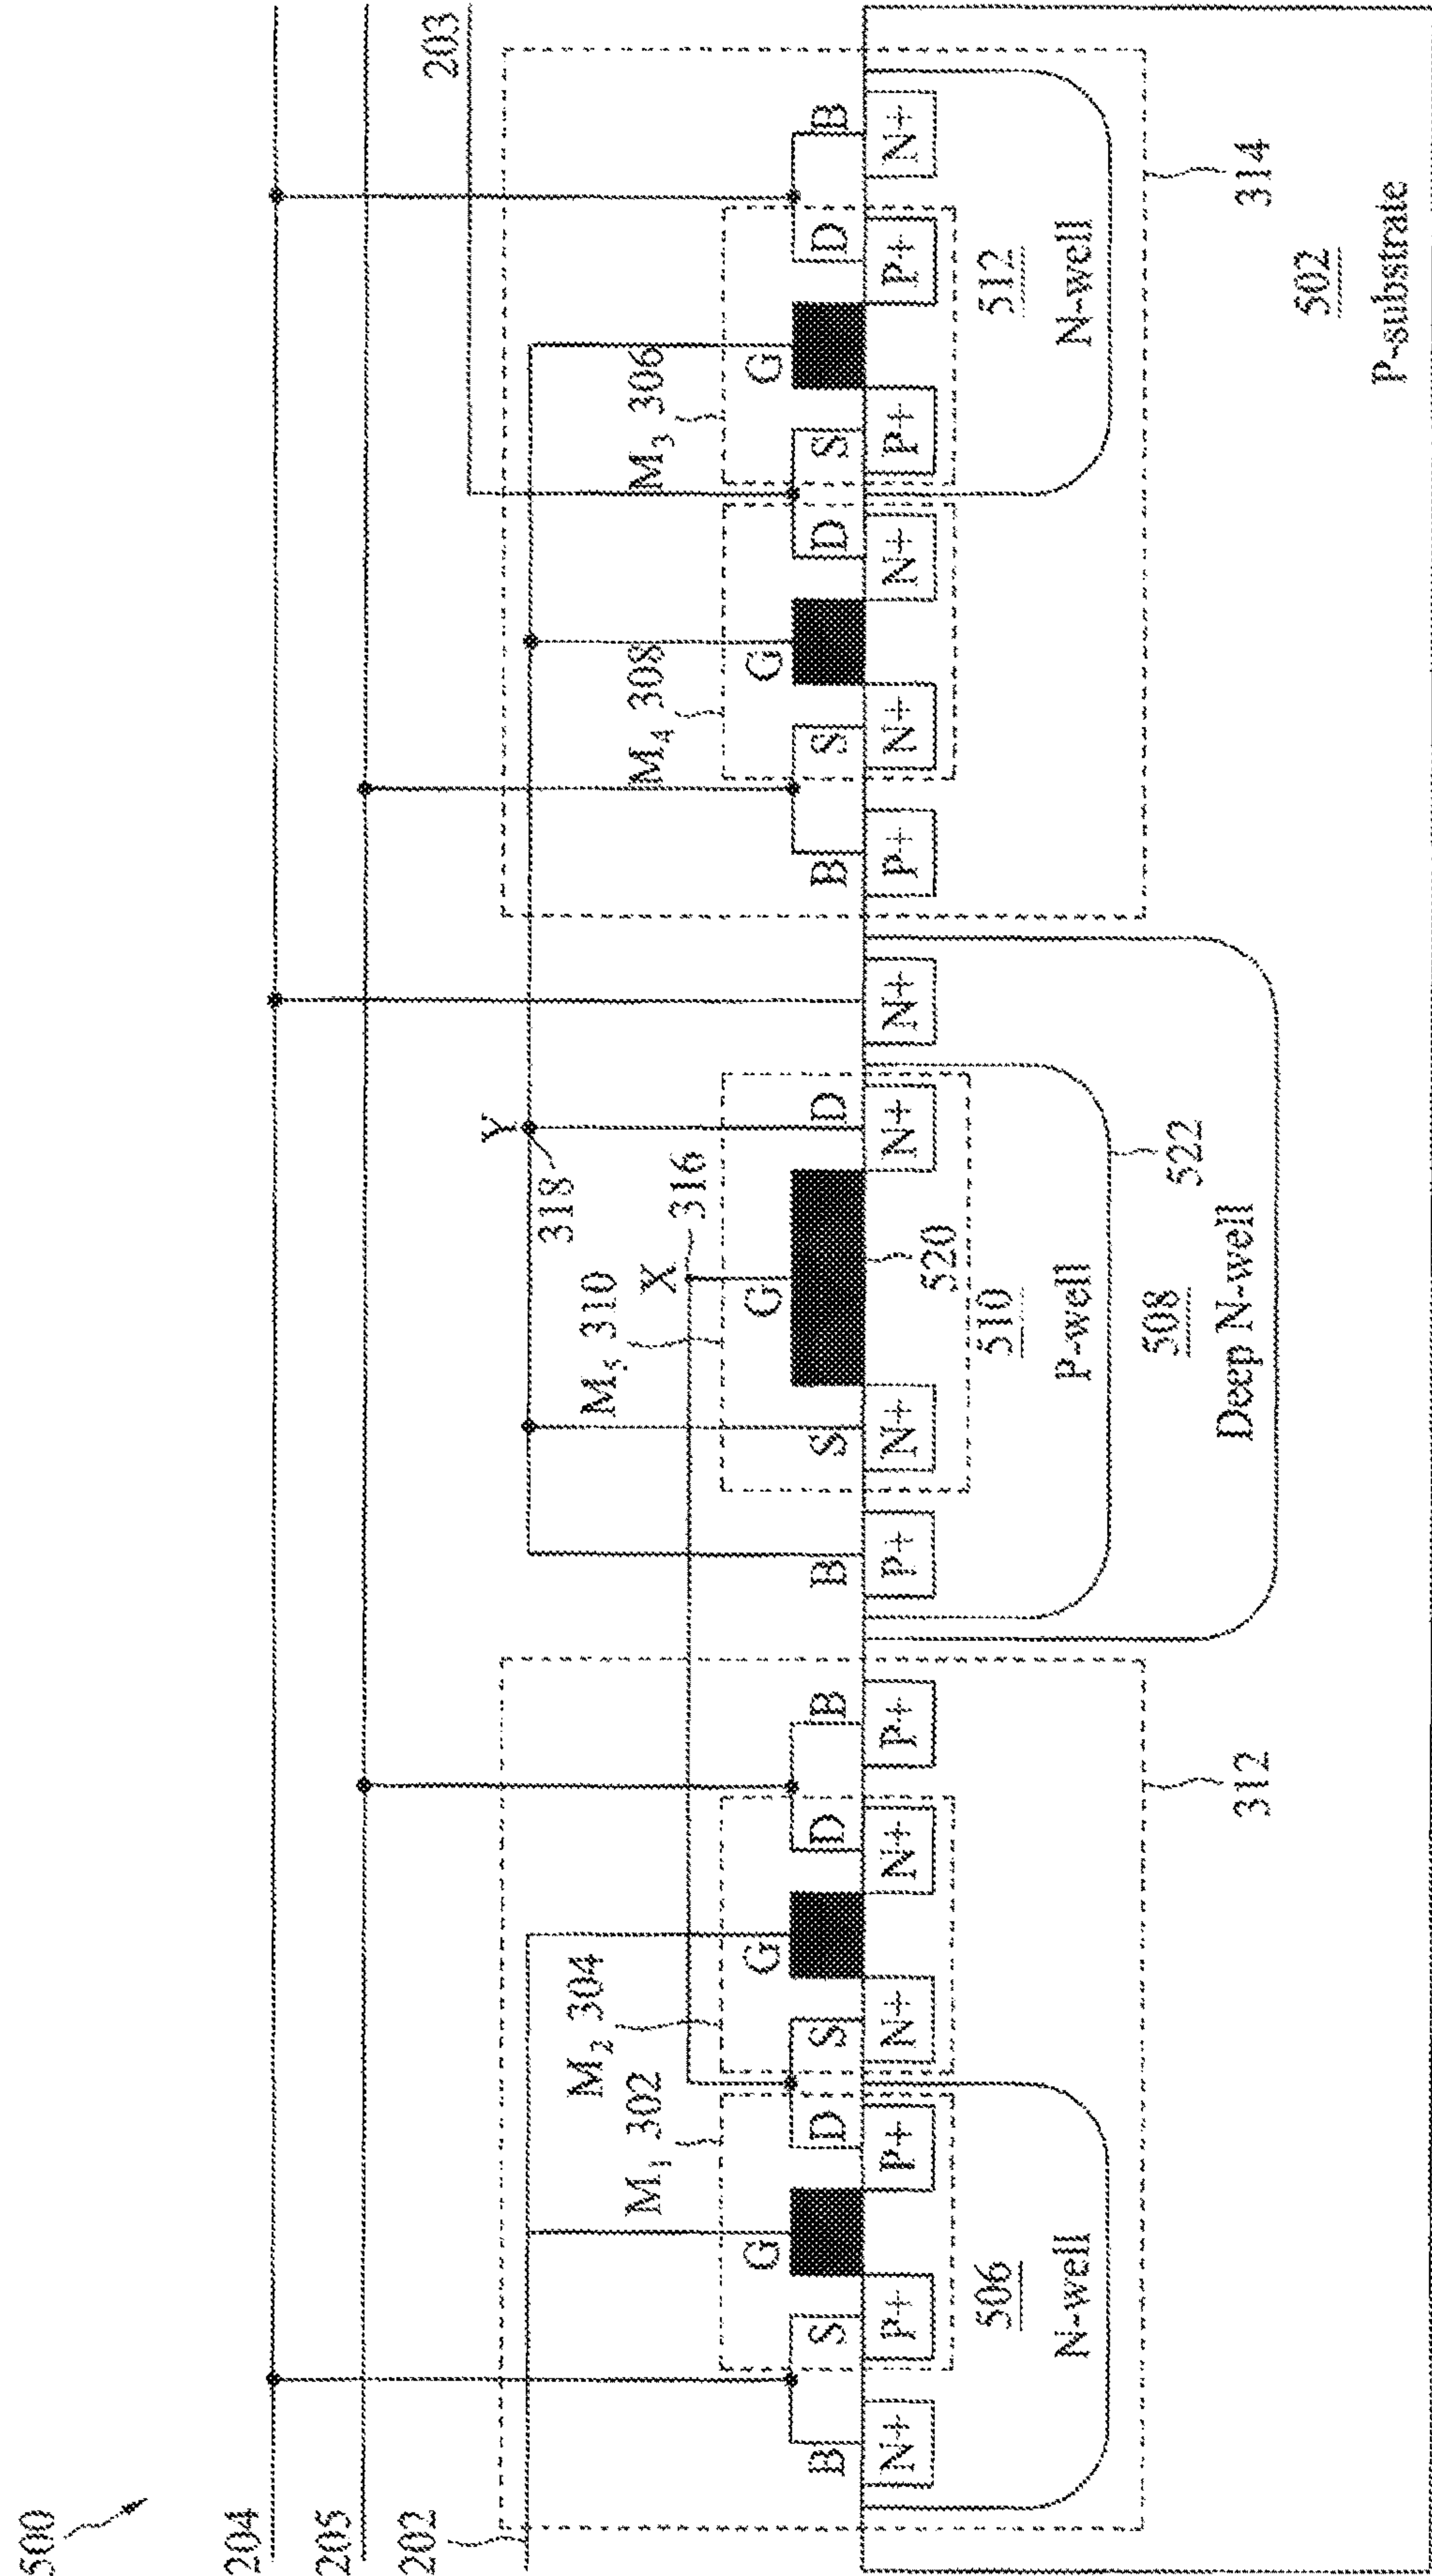 500
204
205
202
203
M₁ 302
M₂ 304
M₅ 310
X
316
Y
318
M₄ 308
M₃ 306
B
S
G
D
S
G
D
B
B
S
G
D
B
S
G
D
S
G
D
B
N+
P+
P+
N+
N+
P+
P+
N+
N+
N+
P+
N+
N+
P+
P+
N+
506
N-well
312
520
510
P-well
522
508
Deep N-well
512
N-well
314
502
P-substrate